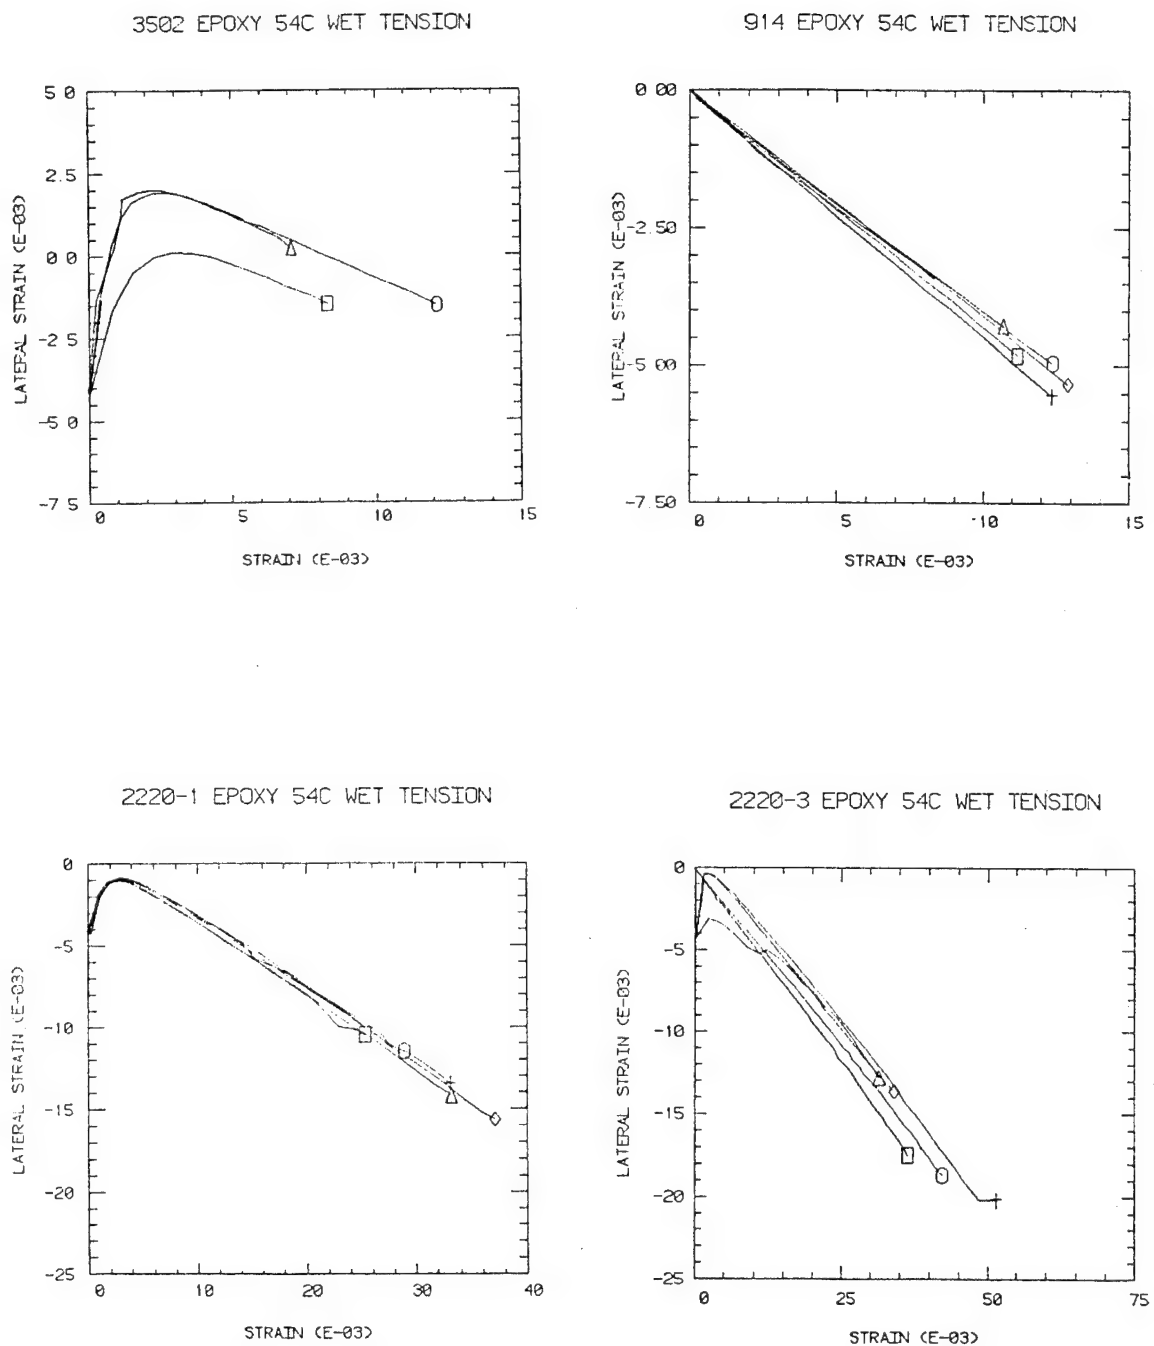 3502 EPOXY 54C WET TENSION
5 0
2.5
0 0
-2 5
-5 0
-7 5
0 5 10 15
LATERAL STRAIN (E-03)
STRAIN (E-03)
914 EPOXY 54C WET TENSION
0 00
-2.50
-5 00
-7.50
0 5 10 15
LATERAL STRAIN (E-03)
STRAIN (E-03)
2220-1 EPOXY 54C WET TENSION
0
-5
-10
-15
-20
-25
0 10 20 30 40
LATERAL STRAIN (E-03)
STRAIN (E-03)
2220-3 EPOXY 54C WET TENSION
0
-5
-10
-15
-20
-25
0 25 50 75
LATERAL STRAIN (E-03)
STRAIN (E-03)